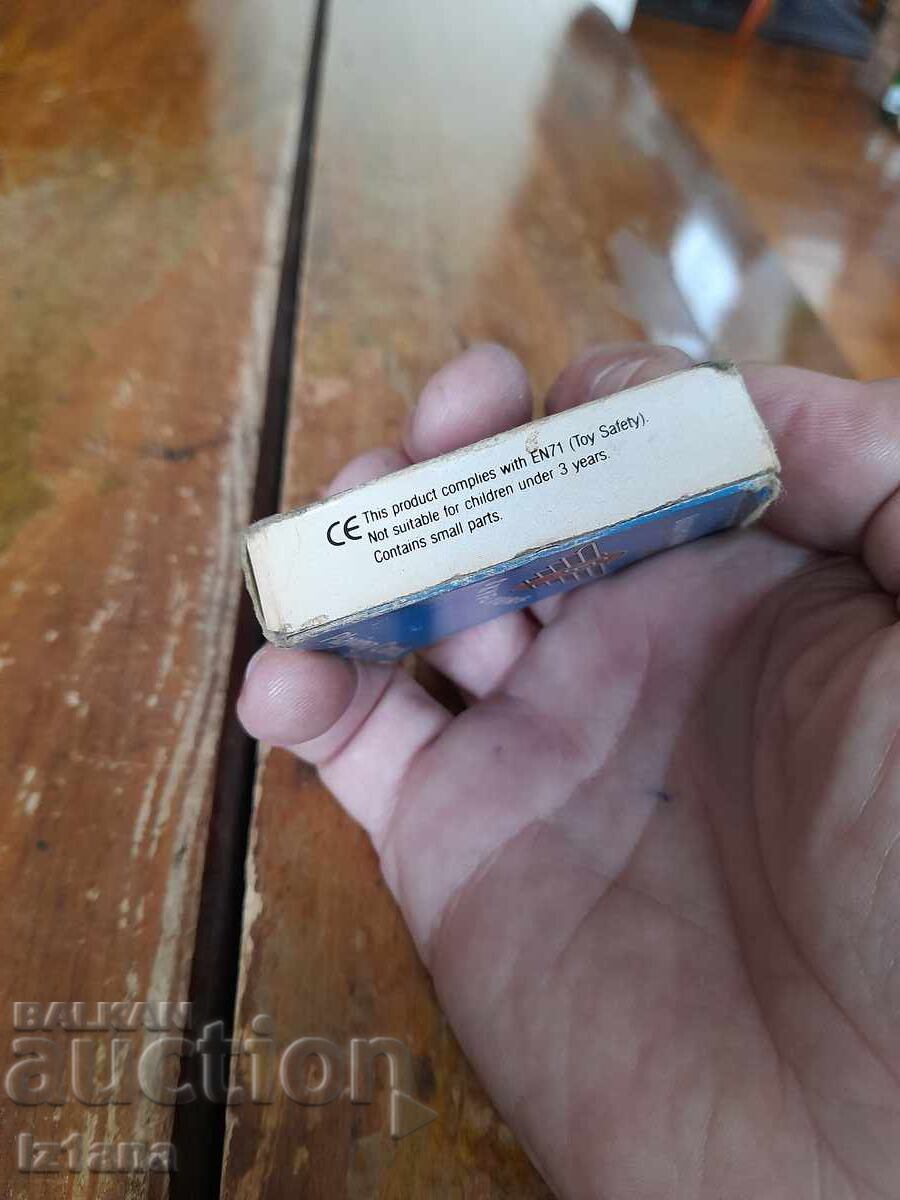 CE This product complies with EN71 (Toy Safety).
Not suitable for children under 3 years.
Contains small parts.
BALKAN
auction
Iz1ana